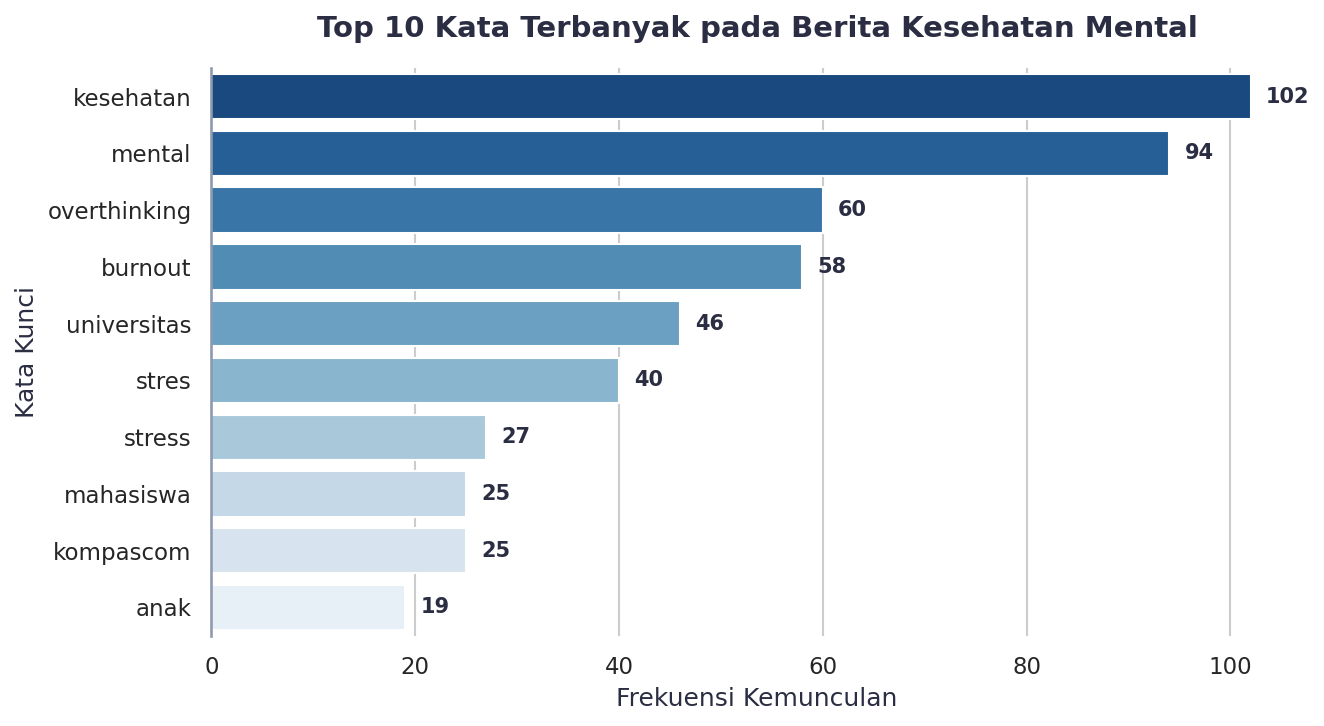 Top 10 Kata Terbanyak pada Berita Kesehatan Mental
Kata Kunci
kesehatan 102
mental 94
overthinking 60
burnout 58
universitas 46
stres 40
stress 27
mahasiswa 25
kompascom 25
anak 19
0 20 40 60 80 100
Frekuensi Kemunculan